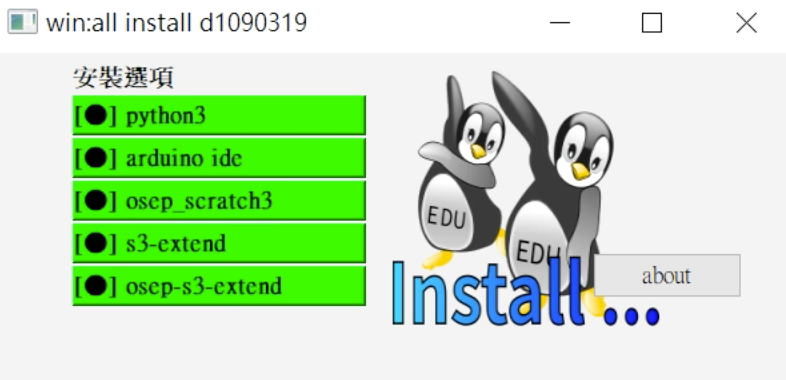 win:all install d1090319
安裝選項
[●] python3
[●] arduino ide
[●] osep_scratch3
[●] s3-extend
[●] osep-s3-extend
EDU
EDU
Install ...
about